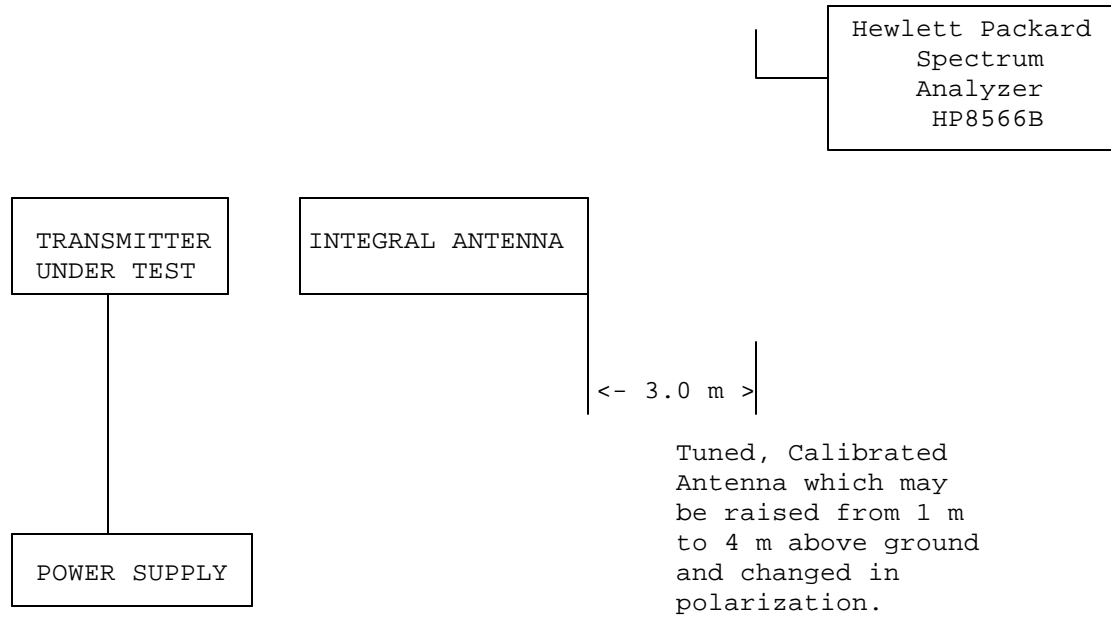 Hewlett Packard
Spectrum
Analyzer
HP8566B
TRANSMITTER
UNDER TEST
INTEGRAL ANTENNA
<- 3.0 m >
Tuned, Calibrated
Antenna which may
be raised from 1 m
to 4 m above ground
and changed in
polarization.
POWER SUPPLY